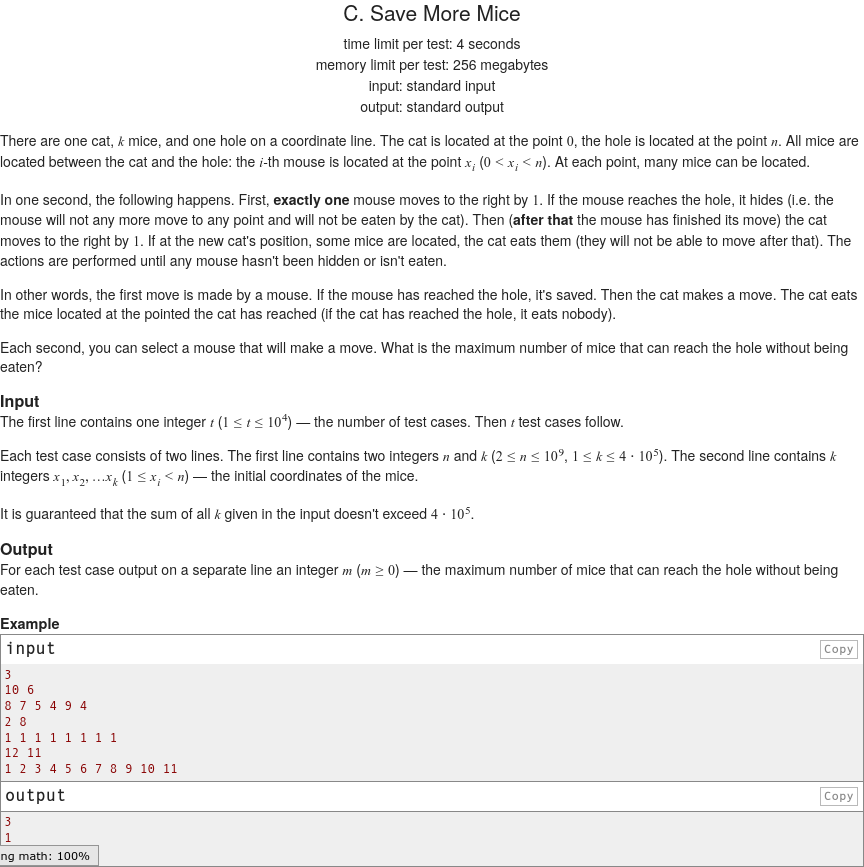 C. Save More Mice
time limit per test: 4 seconds
memory limit per test: 256 megabytes
input: standard input
output: standard output
There are one cat, k mice, and one hole on a coordinate line. The cat is located at the point 0, the hole is located at the point n. All mice are
located between the cat and the hole: the i-th mouse is located at the point x_i (0 < x_i < n). At each point, many mice can be located.
In one second, the following happens. First, exactly one mouse moves to the right by 1. If the mouse reaches the hole, it hides (i.e. the
mouse will not any more move to any point and will not be eaten by the cat). Then (after that the mouse has finished its move) the cat
moves to the right by 1. If at the new cat's position, some mice are located, the cat eats them (they will not be able to move after that). The
actions are performed until any mouse hasn't been hidden or isn't eaten.
In other words, the first move is made by a mouse. If the mouse has reached the hole, it's saved. Then the cat makes a move. The cat eats
the mice located at the pointed the cat has reached (if the cat has reached the hole, it eats nobody).
Each second, you can select a mouse that will make a move. What is the maximum number of mice that can reach the hole without being
eaten?
Input
The first line contains one integer t (1 ≤ t ≤ 10^4) — the number of test cases. Then t test cases follow.
Each test case consists of two lines. The first line contains two integers n and k (2 ≤ n ≤ 10^9, 1 ≤ k ≤ 4 · 10^5). The second line contains k
integers x_1, x_2, …x_k (1 ≤ x_i < n) — the initial coordinates of the mice.
It is guaranteed that the sum of all k given in the input doesn't exceed 4 · 10^5.
Output
For each test case output on a separate line an integer m (m ≥ 0) — the maximum number of mice that can reach the hole without being
eaten.
Example
input Copy
3
10 6
8 7 5 4 9 4
2 8
1 1 1 1 1 1 1 1
12 11
1 2 3 4 5 6 7 8 9 10 11
output Copy
3
1
ng math: 100%